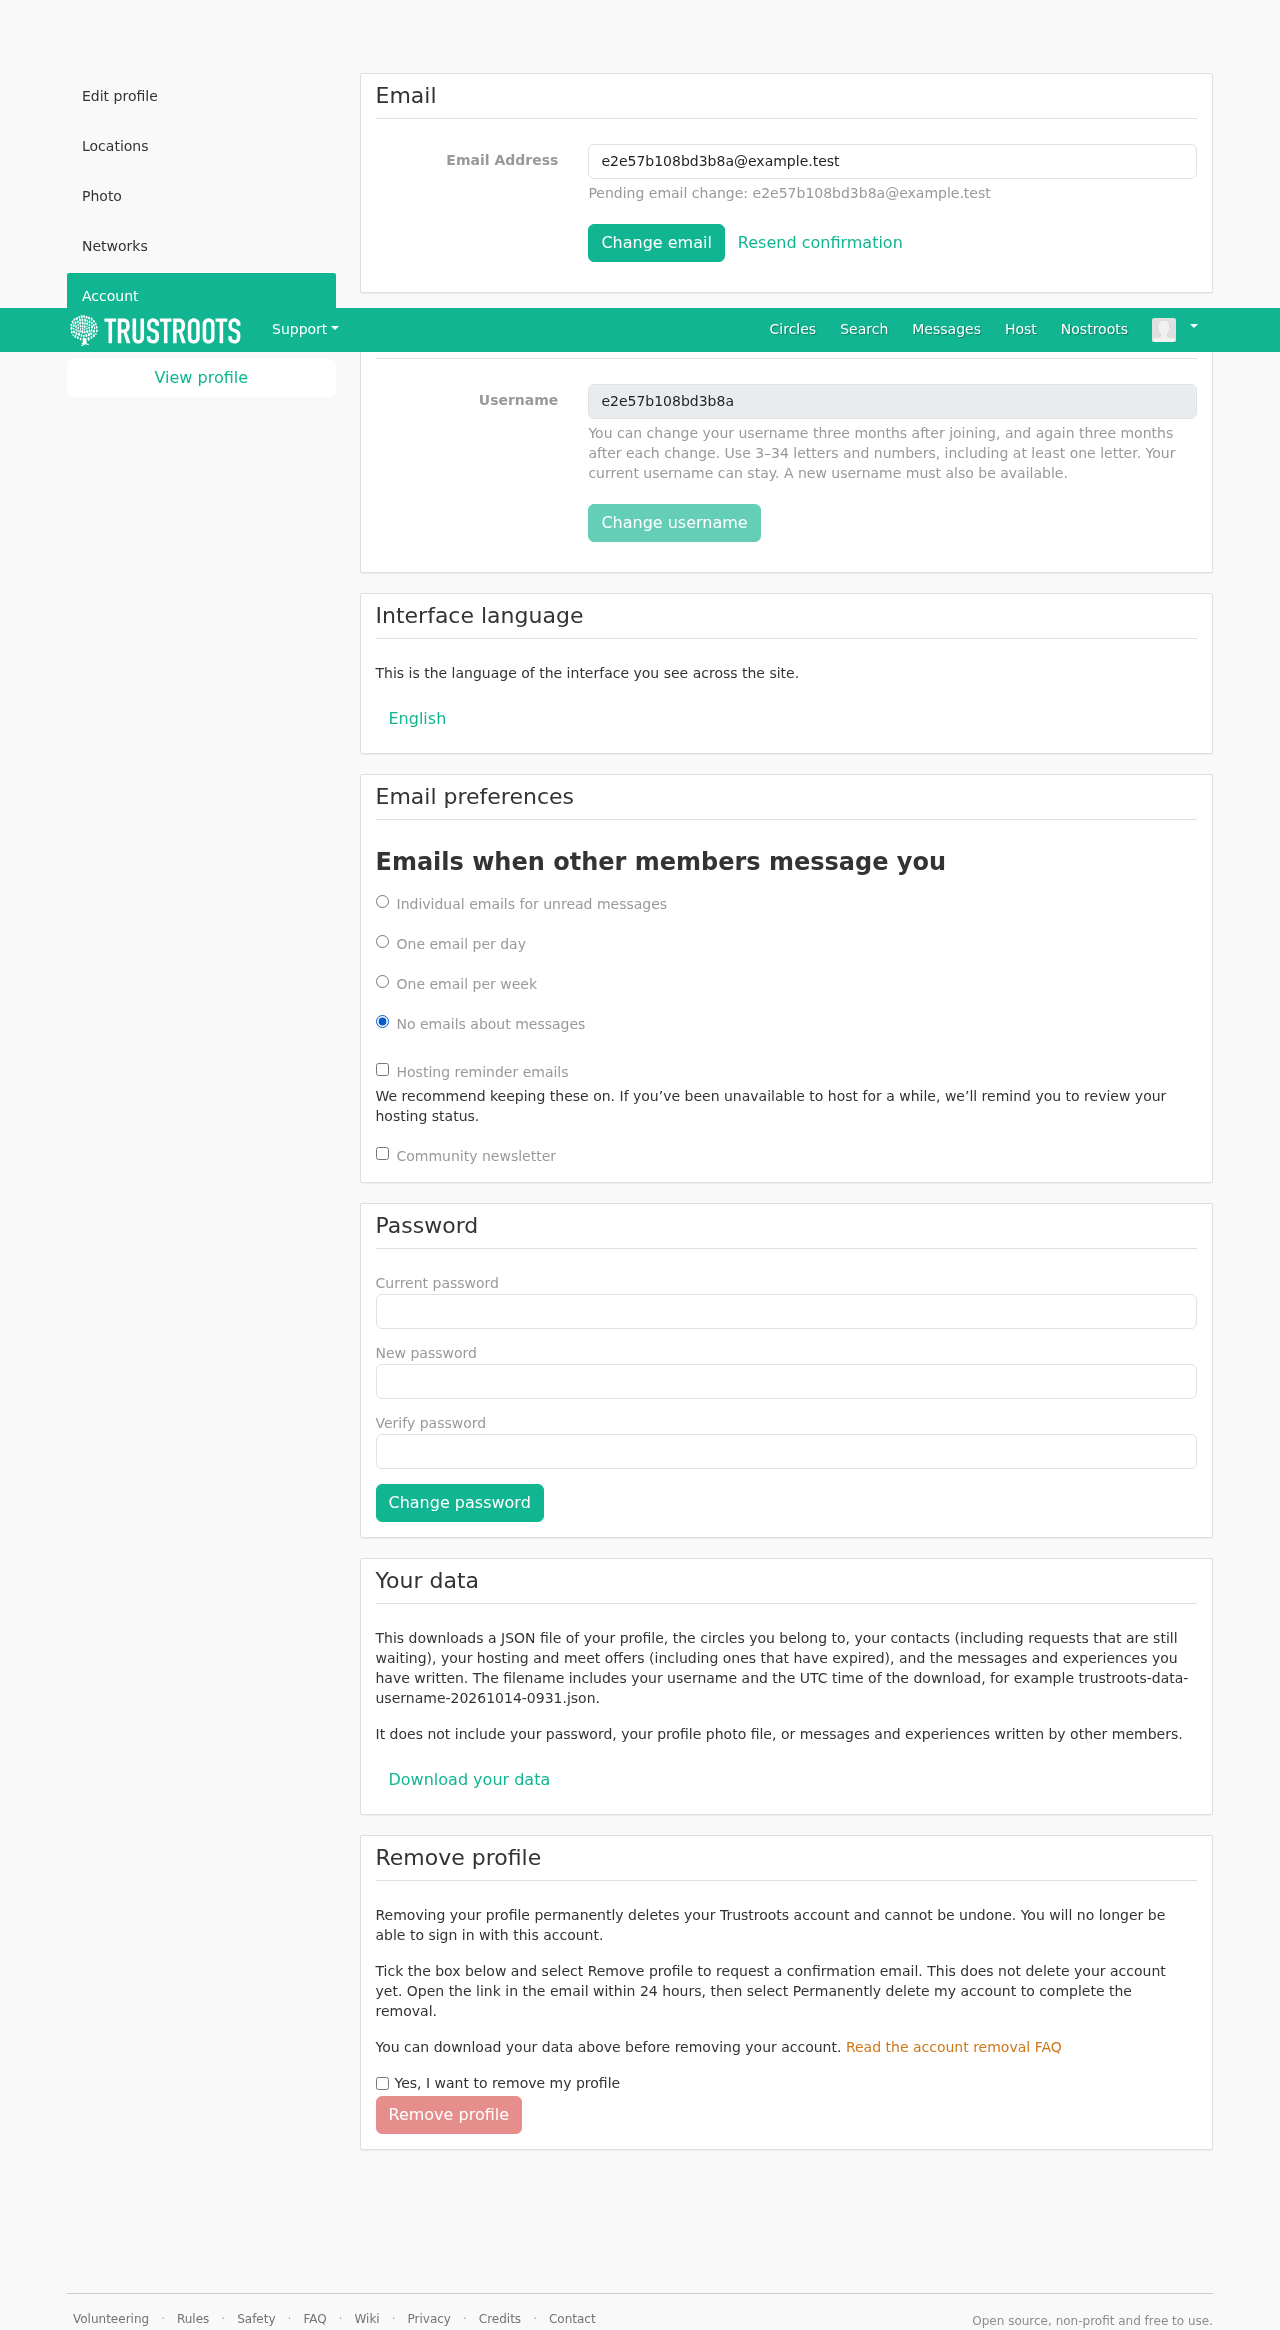 Edit profile
Locations
Photo
Networks
Account
Email
Email Address
e2e57b108bd3b8a@example.test
Pending email change: e2e57b108bd3b8a@example.test
Change email Resend confirmation
TRUSTROOTS Support Circles Search Messages Host Nostroots
View profile
Username
e2e57b108bd3b8a
You can change your username three months after joining, and again three months
after each change. Use 3–34 letters and numbers, including at least one letter. Your
current username can stay. A new username must also be available.
Change username
Interface language
This is the language of the interface you see across the site.
English
Email preferences
Emails when other members message you
Individual emails for unread messages
One email per day
One email per week
No emails about messages
Hosting reminder emails
We recommend keeping these on. If you’ve been unavailable to host for a while, we’ll remind you to review your
hosting status.
Community newsletter
Password
Current password
New password
Verify password
Change password
Your data
This downloads a JSON file of your profile, the circles you belong to, your contacts (including requests that are still
waiting), your hosting and meet offers (including ones that have expired), and the messages and experiences you
have written. The filename includes your username and the UTC time of the download, for example trustroots-data-
username-20261014-0931.json.
It does not include your password, your profile photo file, or messages and experiences written by other members.
Download your data
Remove profile
Removing your profile permanently deletes your Trustroots account and cannot be undone. You will no longer be
able to sign in with this account.
Tick the box below and select Remove profile to request a confirmation email. This does not delete your account
yet. Open the link in the email within 24 hours, then select Permanently delete my account to complete the
removal.
You can download your data above before removing your account. Read the account removal FAQ
Yes, I want to remove my profile
Remove profile
Volunteering · Rules · Safety · FAQ · Wiki · Privacy · Credits · Contact
Open source, non-profit and free to use.